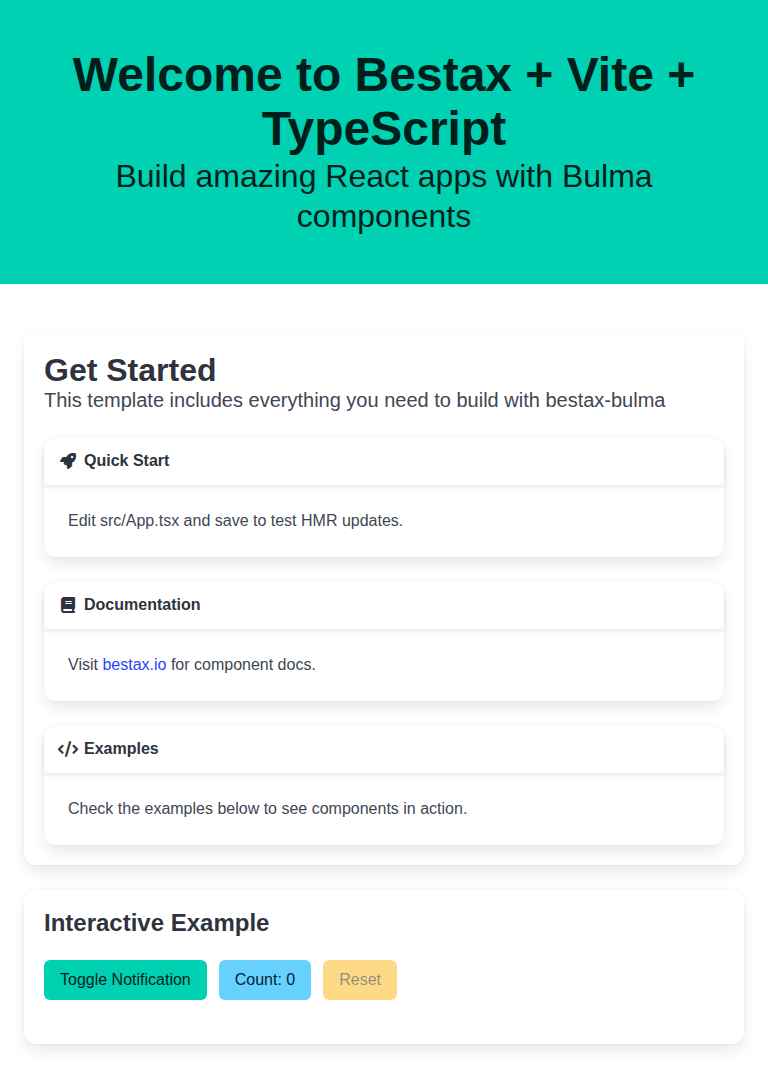 Welcome to Bestax + Vite +
TypeScript
Build amazing React apps with Bulma
components
Get Started
This template includes everything you need to build with bestax-bulma
Quick Start
Edit src/App.tsx and save to test HMR updates.
Documentation
Visit bestax.io for component docs.
Examples
Check the examples below to see components in action.
Interactive Example
Toggle Notification Count: 0 Reset